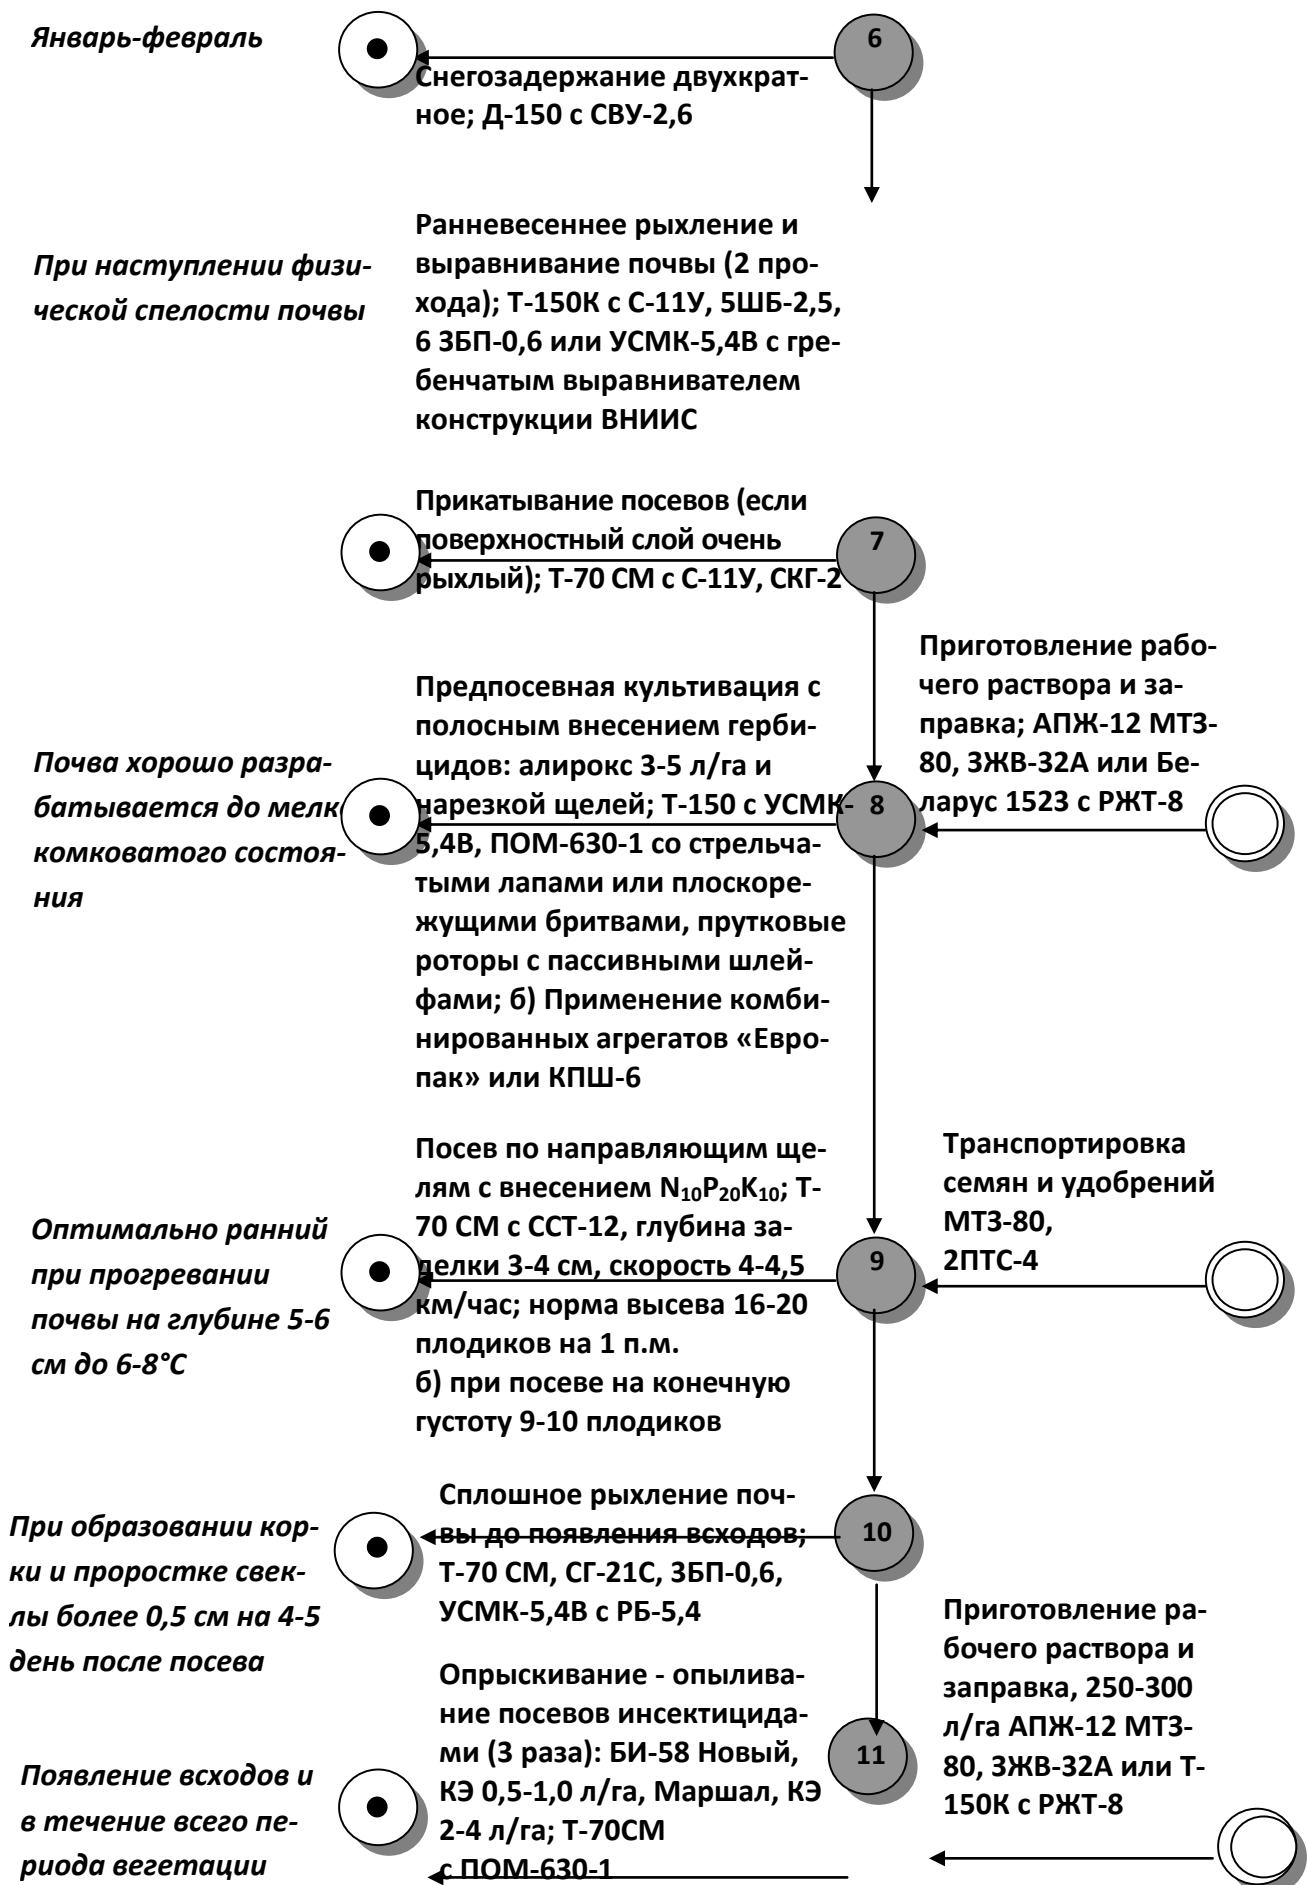 Январь-февраль
6
Снегозадержание двухкрат-
ное; Д-150 с СВУ-2,6
При наступлении физи-
ческой спелости почвы
Ранневесеннее рыхление и
выравнивание почвы (2 про-
хода); Т-150К с С-11У, 5ШБ-2,5,
6 ЗБП-0,6 или УСМК-5,4В с гре-
бенчатым выравнивателем
конструкции ВНИИС
Прикатывание посевов (если
поверхностный слой очень
рыхлый); Т-70 СМ с С-11У, СКГ-2
7
Почва хорошо разра-
батывается до мелк
комковатого состоя-
ния
Предпосевная культивация с
полосным внесением герби-
цидов: алирокс 3-5 л/га и
нарезкой щелей; Т-150 с УСМК-
5,4В, ПОМ-630-1 со стрельча-
тыми лапами или плоскоре-
жущими бритвами, прутковые
роторы с пассивными шлей-
фами; б) Применение комби-
нированных агрегатов «Евро-
пак» или КПШ-6
8
Приготовление рабо-
чего раствора и за-
правка; АПЖ-12 МТЗ-
80, ЗЖВ-32А или Бе-
ларус 1523 с РЖТ-8
Оптимально ранний
при прогревании
почвы на глубине 5-6
см до 6-8°С
Посев по направляющим ще-
лям с внесением N₁₀P₂₀K₁₀; Т-
70 СМ с ССТ-12, глубина за-
делки 3-4 см, скорость 4-4,5
км/час; норма высева 16-20
плодиков на 1 п.м.
б) при посеве на конечную
густоту 9-10 плодиков
9
Транспортировка
семян и удобрений
МТЗ-80,
2ПТС-4
При образовании кор-
ки и проростке свек-
лы более 0,5 см на 4-5
день после посева
Сплошное рыхление поч-
вы до появления всходов;
Т-70 СМ, СГ-21С, ЗБП-0,6,
УСМК-5,4В с РБ-5,4
10
Появление всходов и
в течение всего пе-
риода вегетации
Опрыскивание - опылива-
ние посевов инсектицида-
ми (3 раза): БИ-58 Новый,
КЭ 0,5-1,0 л/га, Маршал, КЭ
2-4 л/га; Т-70СМ
с ПОМ-630-1
11
Приготовление ра-
бочего раствора и
заправка, 250-300
л/га АПЖ-12 МТЗ-
80, ЗЖВ-32А или Т-
150К с РЖТ-8